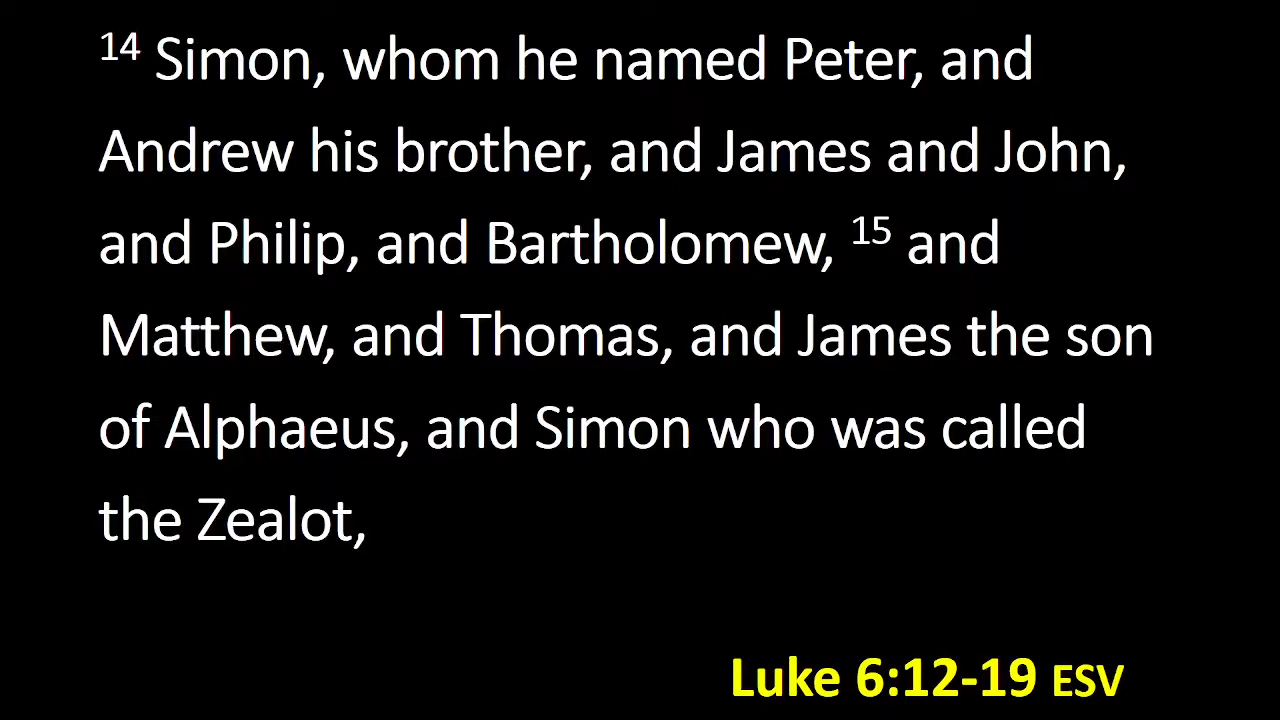 14 Simon, whom he named Peter, and
Andrew his brother, and James and John,
and Philip, and Bartholomew, 15 and
Matthew, and Thomas, and James the son
of Alphaeus, and Simon who was called
the Zealot,
Luke 6:12-19 ESV